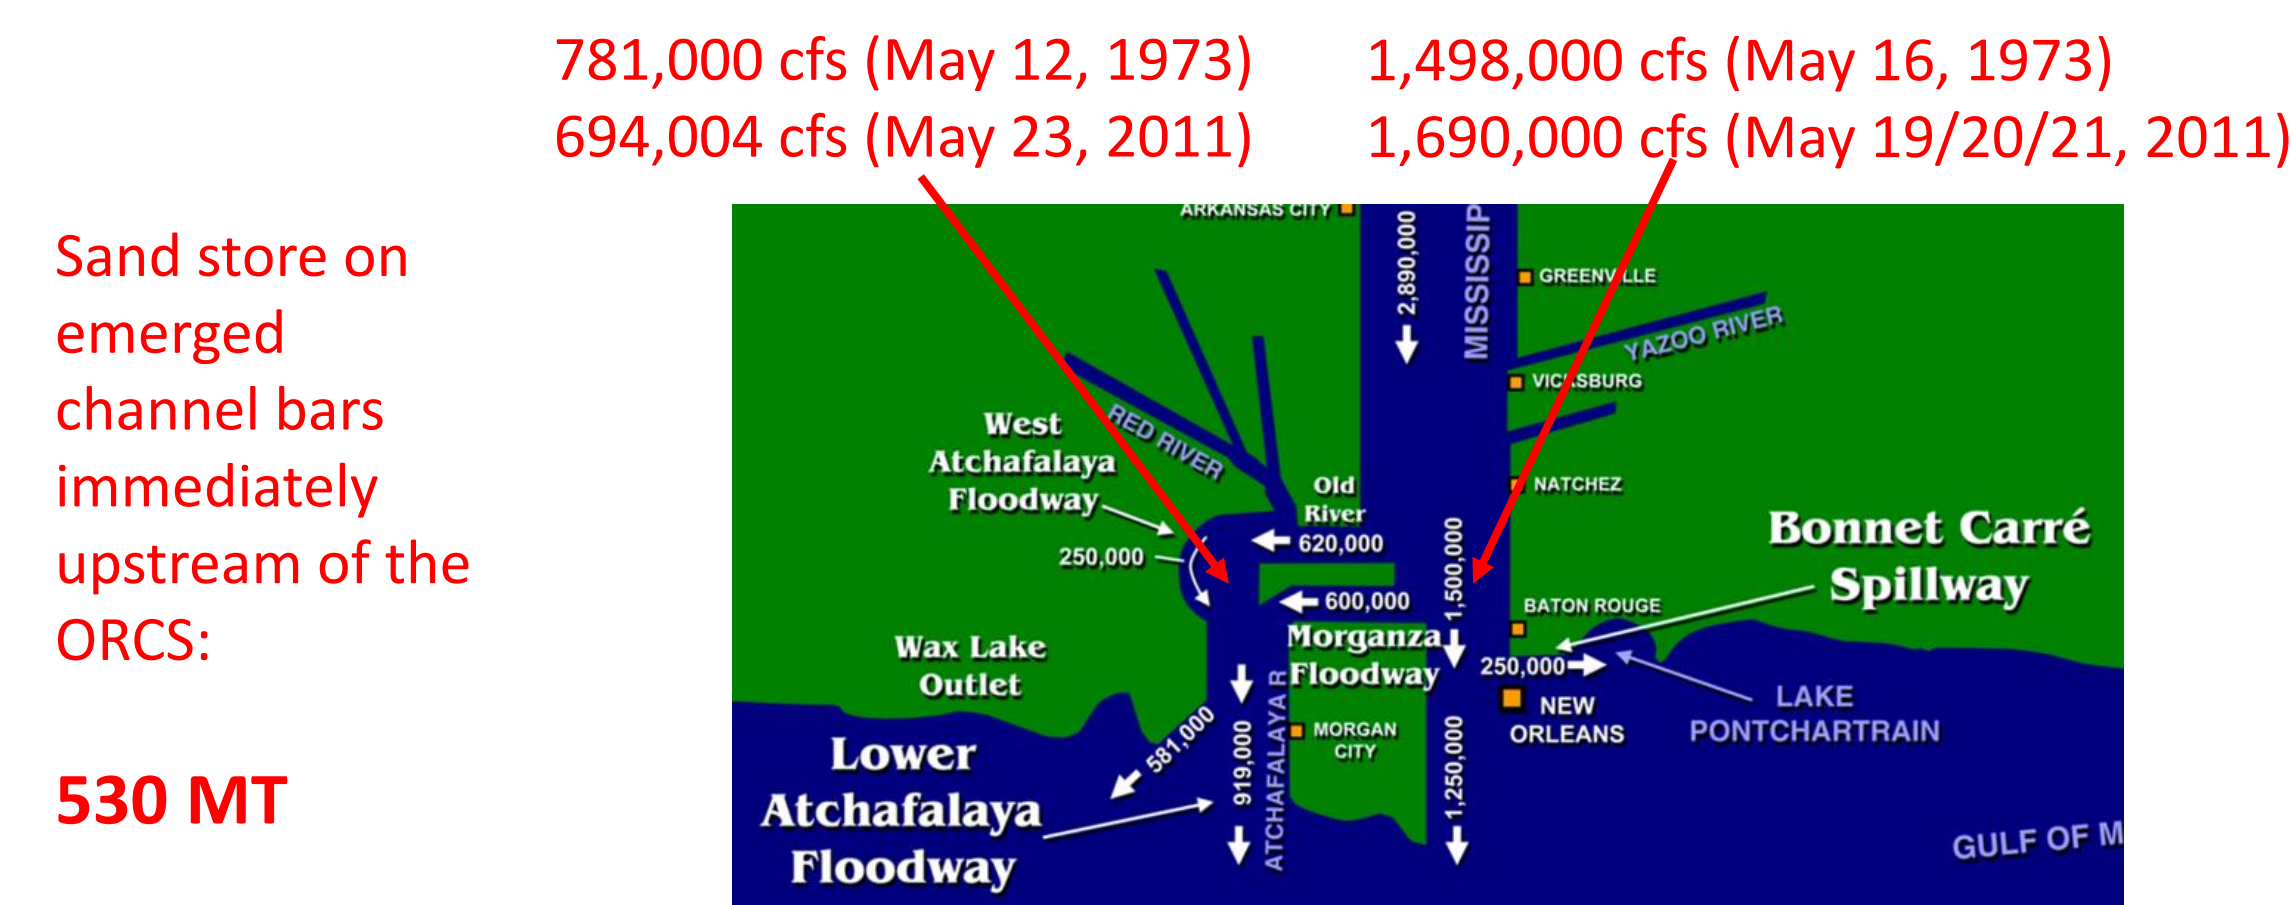 781,000 cfs (May 12, 1973)
1,498,000 cfs (May 16, 1973)
694,004 cfs (May 23, 2011)
1,690,000 cfs (May 19/20/21, 2011)
Sand store on
emerged
channel bars
immediately
upstream of the
ORCS:
530 MT
ARKANSAS CITY
2,890,000
MISSISSIP
GREENVILLE
YAZOO RIVER
VICKSBURG
RED RIVER
West
Atchafalaya
Floodway
NATCHEZ
Old
River
620,000
250,000
1,500,000
Bonnet Carré
Spillway
600,000
BATON ROUGE
Morganza
Floodway
Wax Lake
Outlet
250,000
NEW
ORLEANS
LAKE
PONTCHARTRAIN
MORGAN
CITY
581,000
919,000
ATCHAFALAYA R
1,250,000
Lower
Atchafalaya
Floodway
GULF OF M